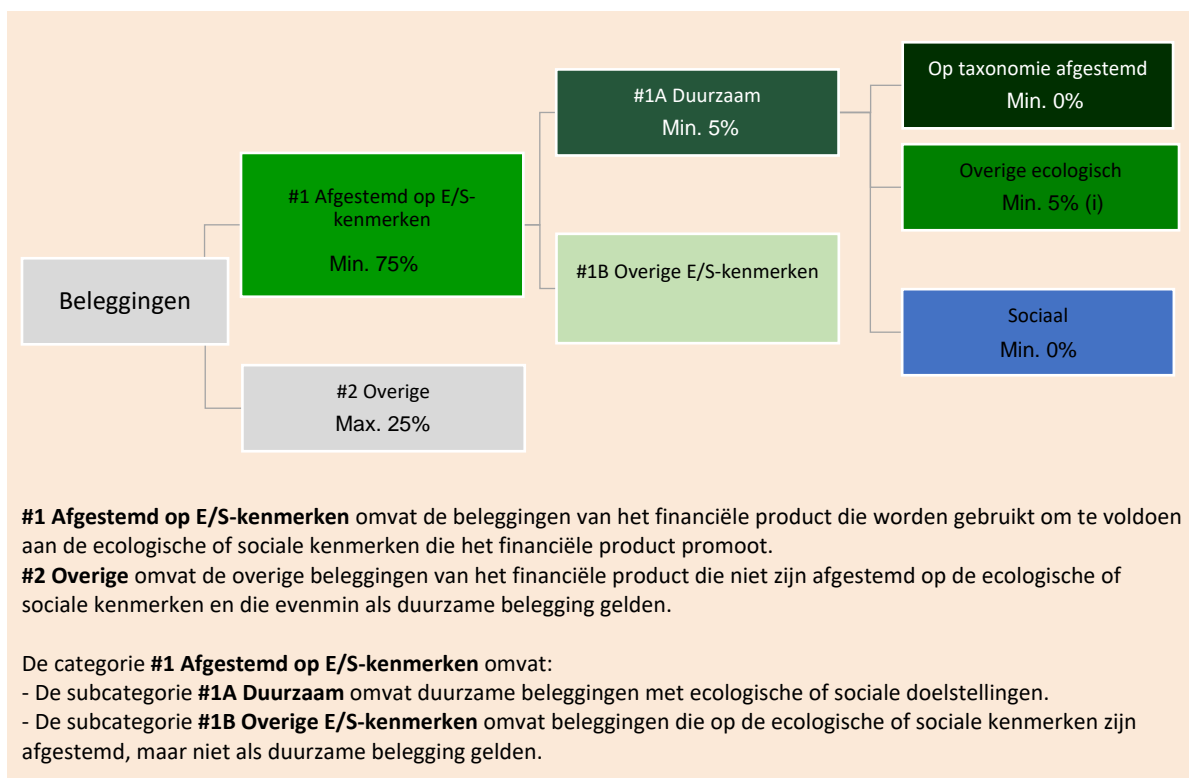 Beleggingen
#1 Afgestemd op E/S-
kenmerken
Min. 75%
#2 Overige
Max. 25%
#1A Duurzaam
Min. 5%
#1B Overige E/S-kenmerken
Op taxonomie afgestemd
Min. 0%
Overige ecologisch
Min. 5% (i)
Sociaal
Min. 0%
#1 Afgestemd op E/S-kenmerken omvat de beleggingen van het financiële product die worden gebruikt om te voldoen
aan de ecologische of sociale kenmerken die het financiële product promoot.
#2 Overige omvat de overige beleggingen van het financiële product die niet zijn afgestemd op de ecologische of
sociale kenmerken en die evenmin als duurzame belegging gelden.
De categorie #1 Afgestemd op E/S-kenmerken omvat:
- De subcategorie #1A Duurzaam omvat duurzame beleggingen met ecologische of sociale doelstellingen.
- De subcategorie #1B Overige E/S-kenmerken omvat beleggingen die op de ecologische of sociale kenmerken zijn
afgestemd, maar niet als duurzame belegging gelden.